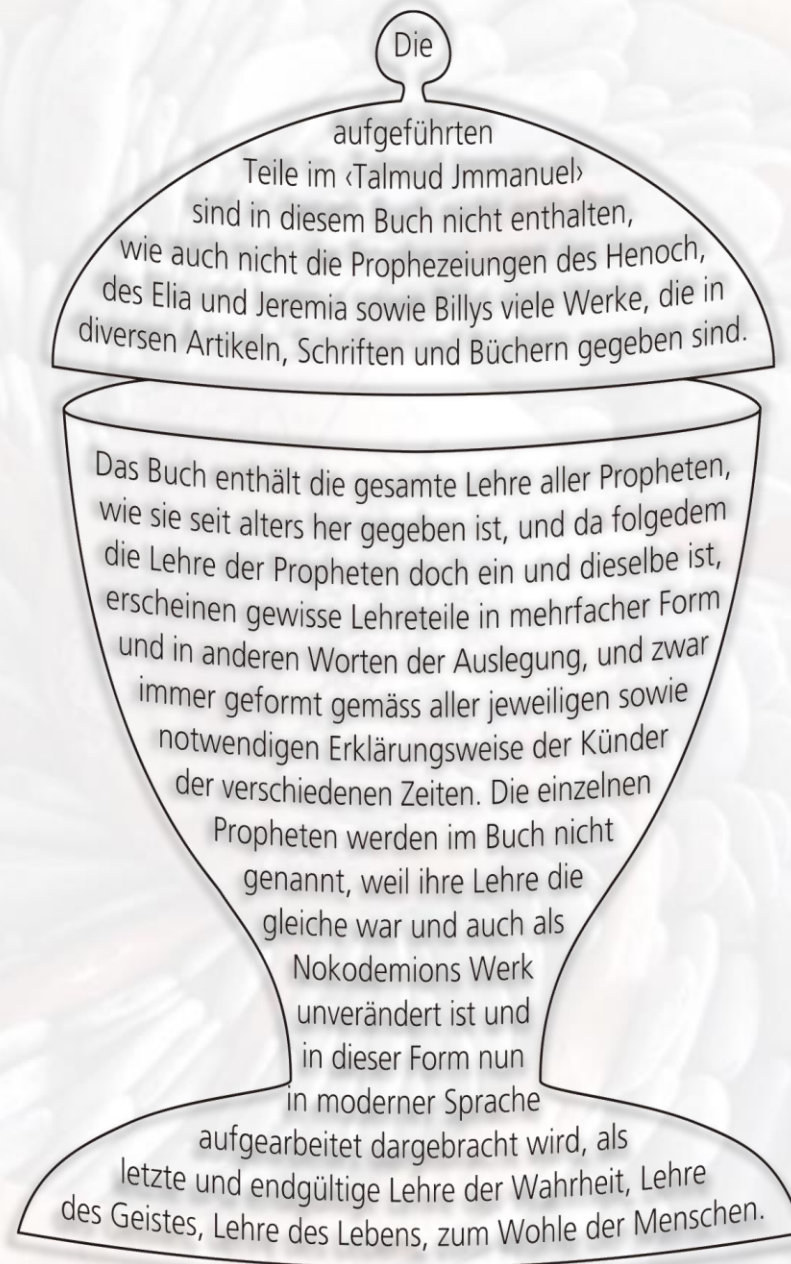 Die
aufgeführten
Teile im ‹Talmud Jmmanuel›
sind in diesem Buch nicht enthalten,
wie auch nicht die Prophezeiungen des Henoch,
des Elia und Jeremia sowie Billys viele Werke, die in
diversen Artikeln, Schriften und Büchern gegeben sind.
Das Buch enthält die gesamte Lehre aller Propheten,
wie sie seit alters her gegeben ist, und da folgedem
die Lehre der Propheten doch ein und dieselbe ist,
erscheinen gewisse Lehreteile in mehrfacher Form
und in anderen Worten der Auslegung, und zwar
immer geformt gemäss aller jeweiligen sowie
notwendigen Erklärungsweise der Künder
der verschiedenen Zeiten. Die einzelnen
Propheten werden im Buch nicht
genannt, weil ihre Lehre die
gleiche war und auch als
Nokodemions Werk
unverändert ist und
in dieser Form nun
in moderner Sprache
aufgearbeitet dargebracht wird, als
letzte und endgültige Lehre der Wahrheit, Lehre
des Geistes, Lehre des Lebens, zum Wohle der Menschen.